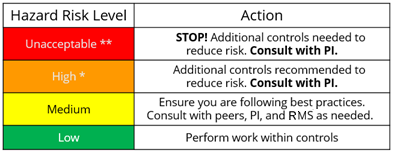 Hazard Risk Level Action
Unacceptable ** STOP! Additional controls needed to
reduce risk. Consult with PI.
High * Additional controls recommended to
reduce risk. Consult with PI.
Medium Ensure you are following best practices.
Consult with peers, PI, and RMS as needed.
Low Perform work within controls